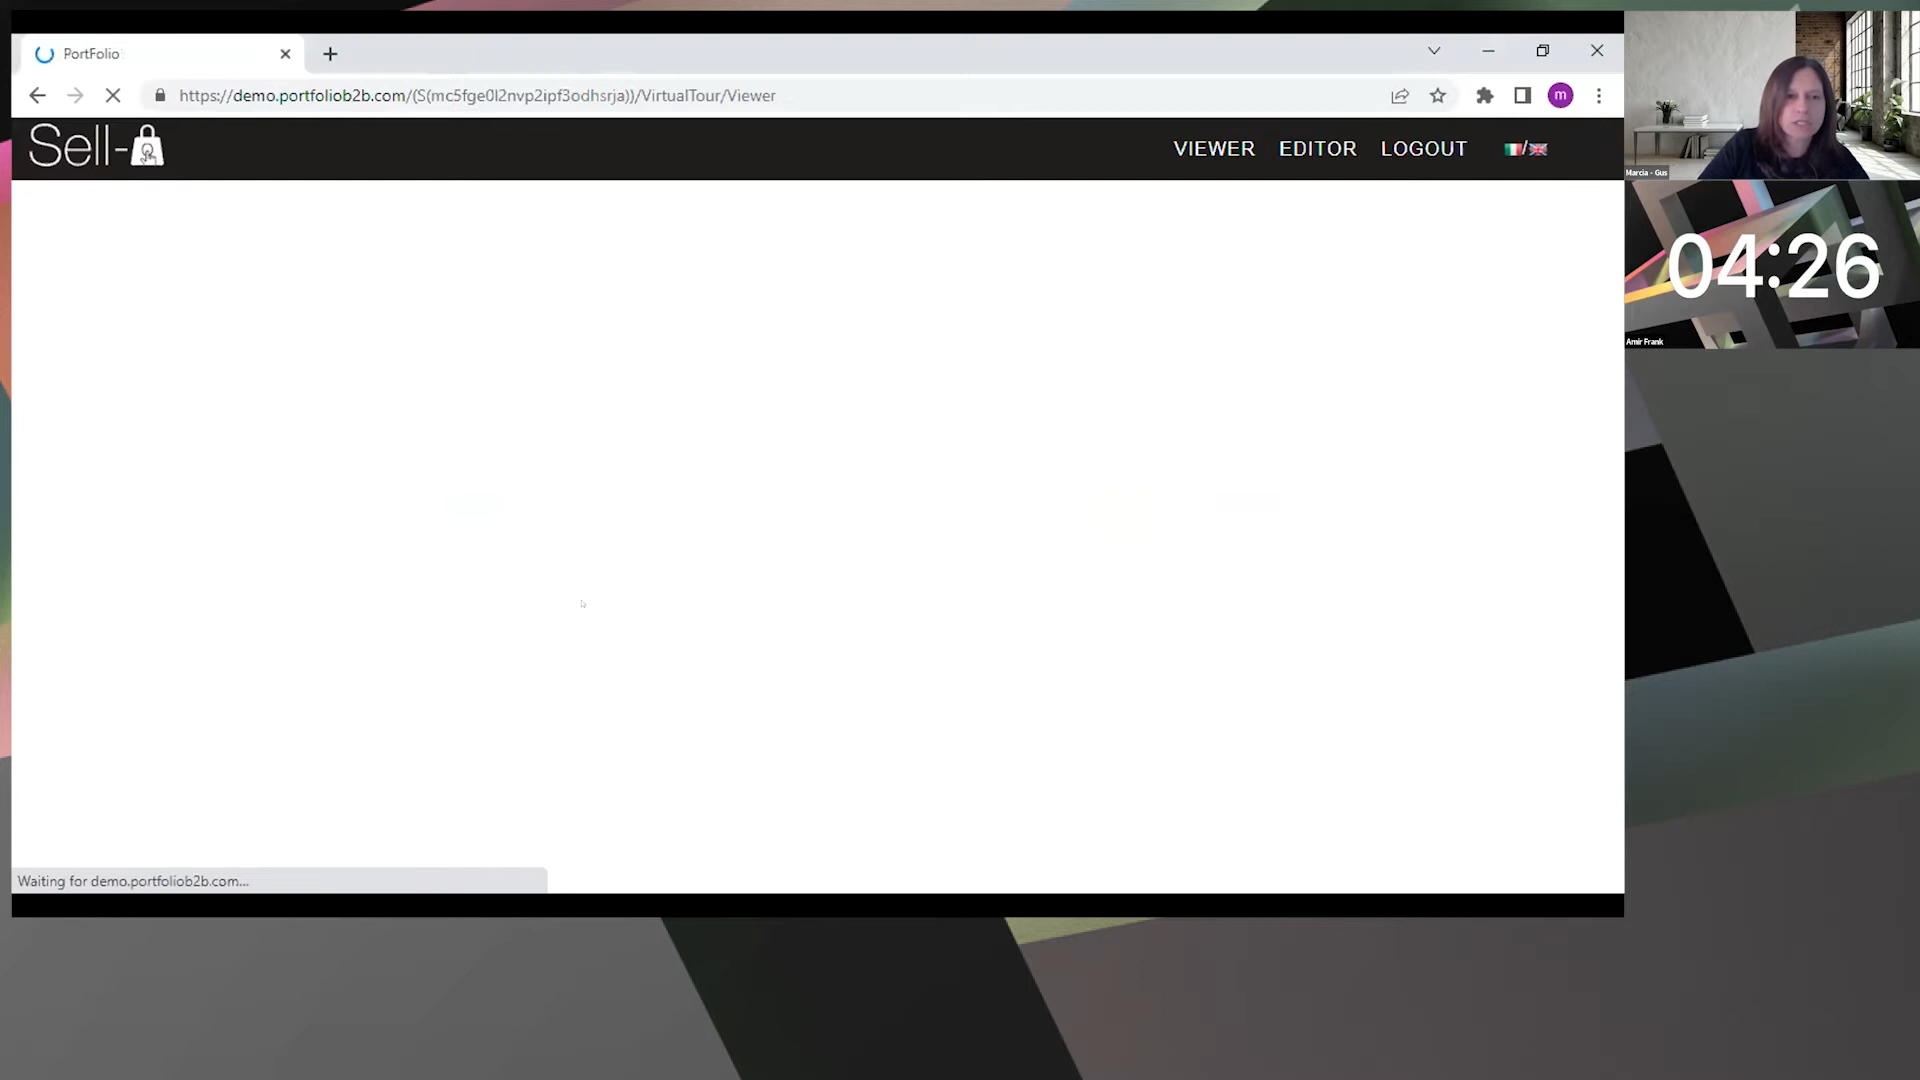 PortFolio
https://demo.portfoliob2b.com/(S(mc5fge0l2nvp2ipf3odhsrja))/VirtualTour/Viewer
m
Sell-
VIEWER EDITOR LOGOUT /
Marcia - Gus
04:26
Amir Frank
Waiting for demo.portfoliob2b.com...